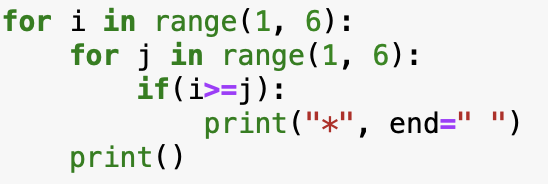 for i in range(1, 6):
    for j in range(1, 6):
        if(i>=j):
            print("*", end=" ")
    print()